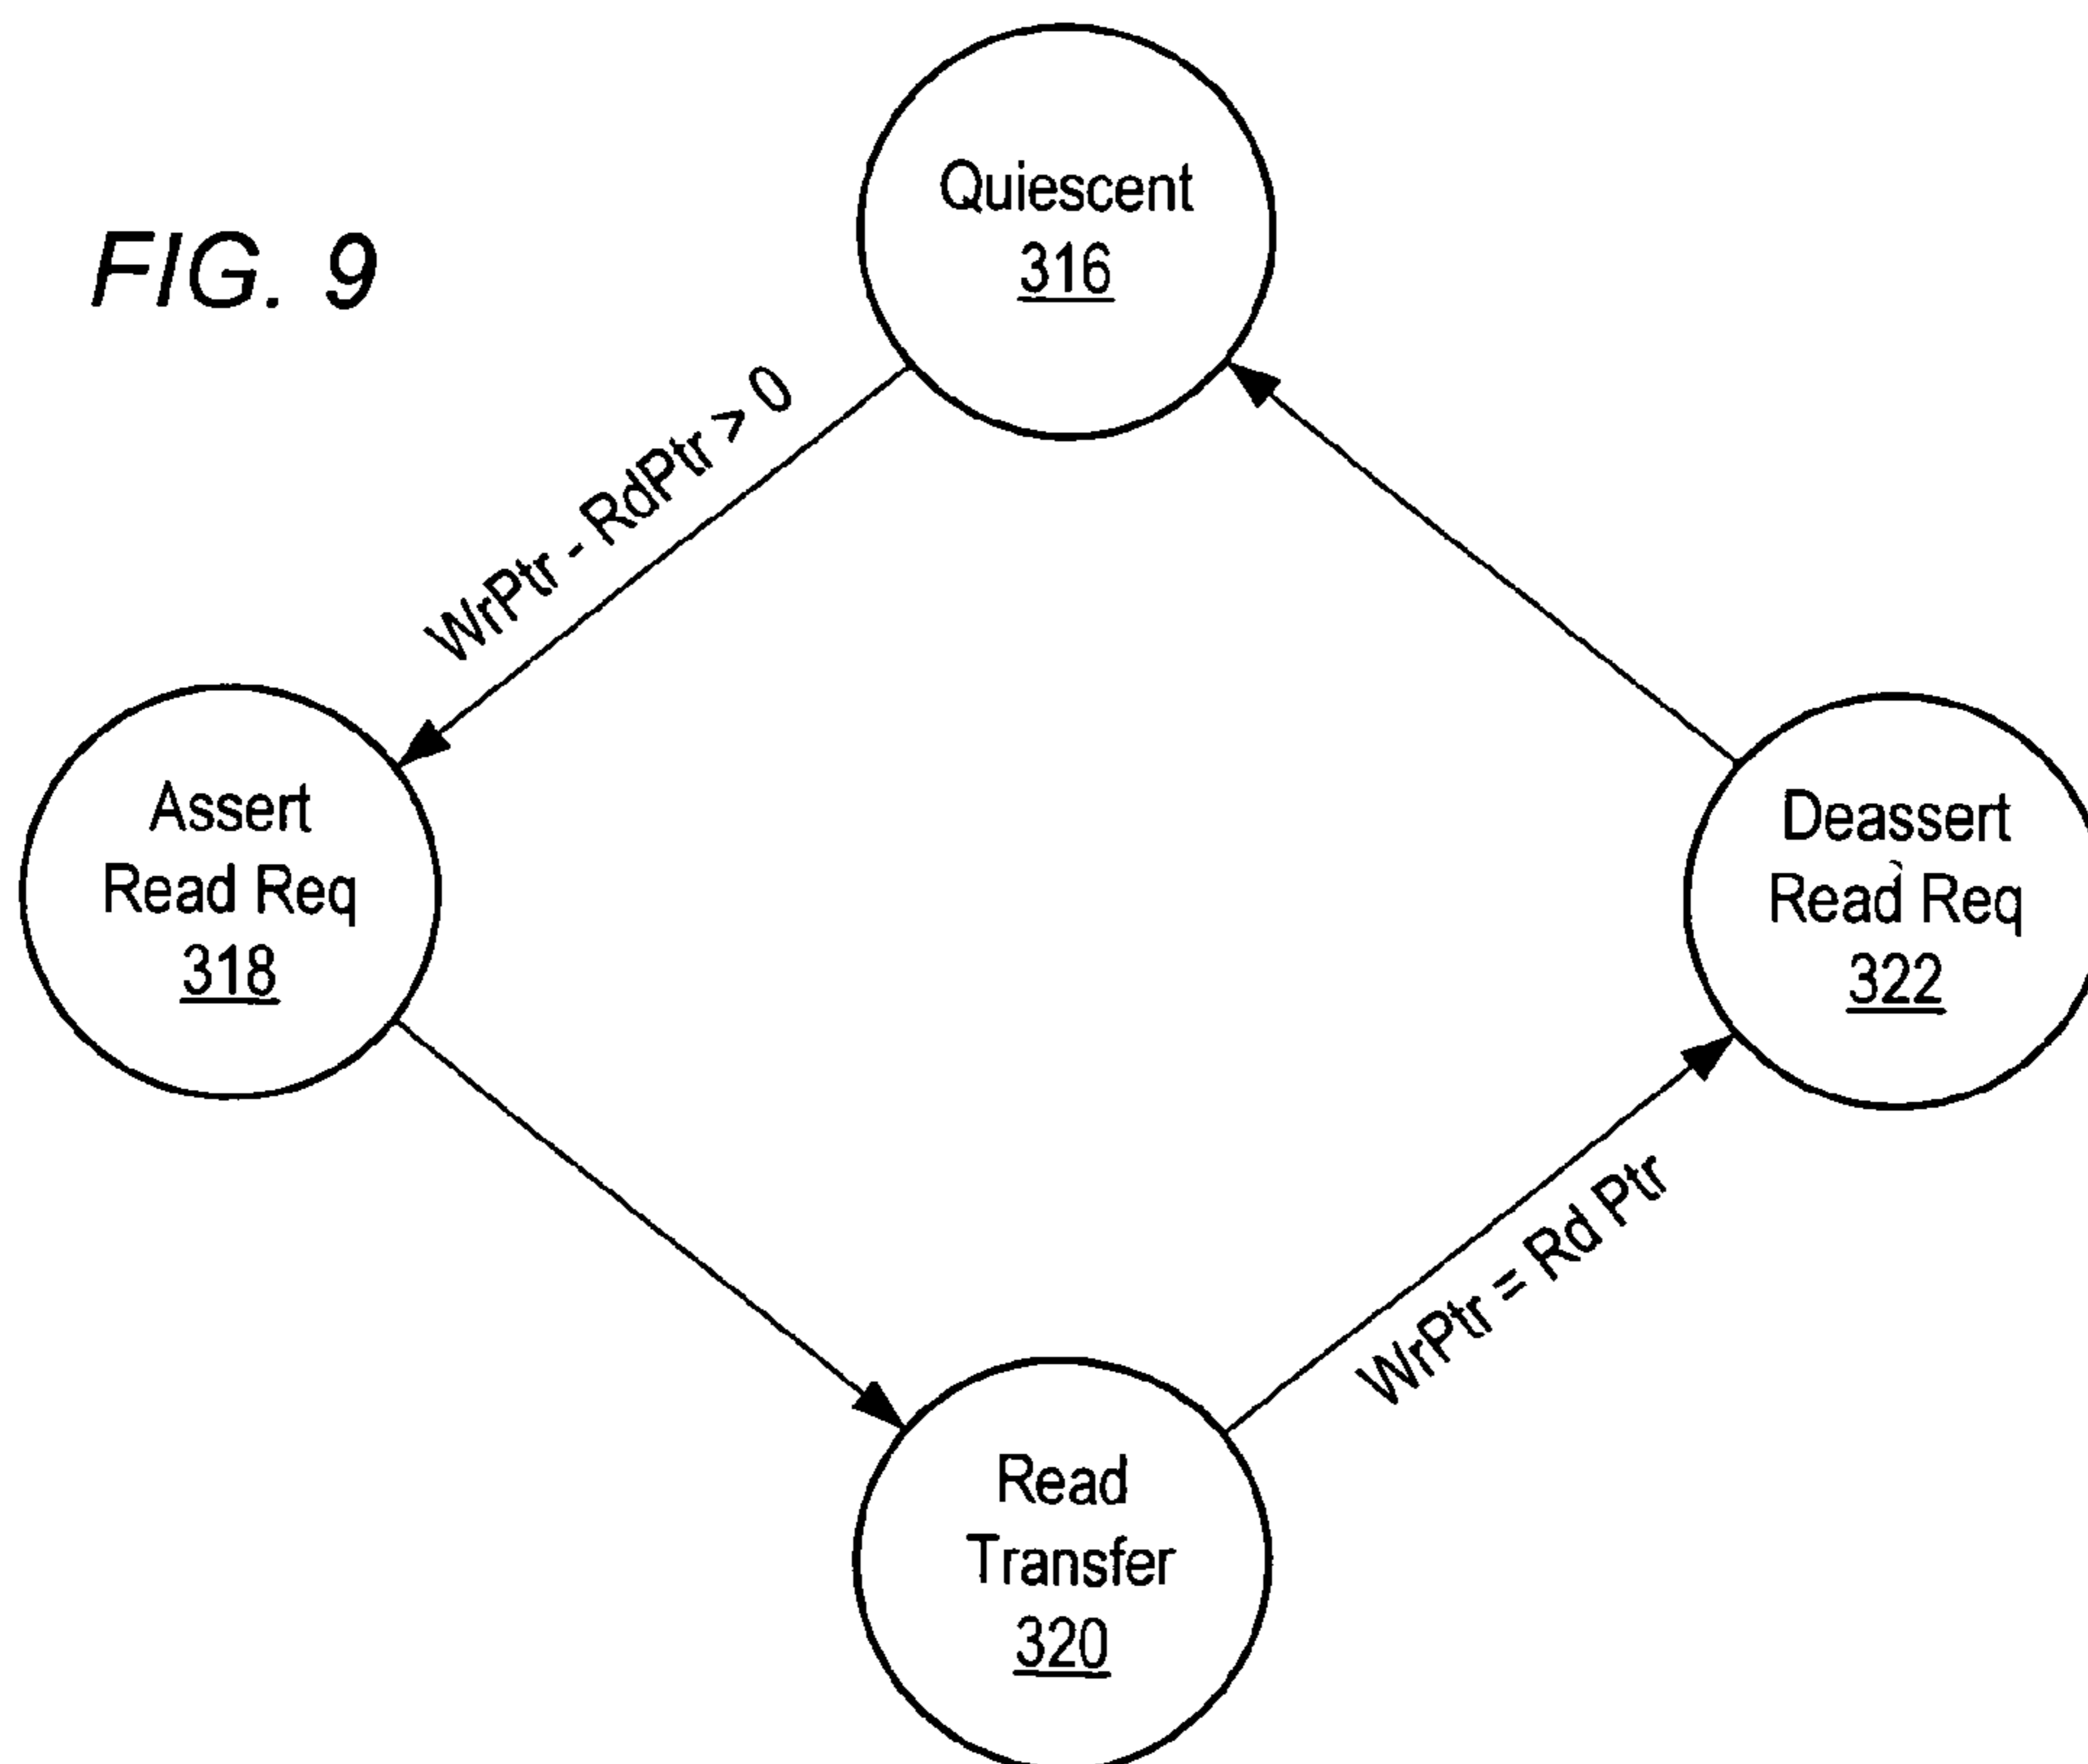 FIG. 9
Quiescent
316
WrPtr - RdPtr > 0
Assert
Read Req
318
Deassert
Read Req
322
WrPtr = Rd Ptr
Read
Transfer
320